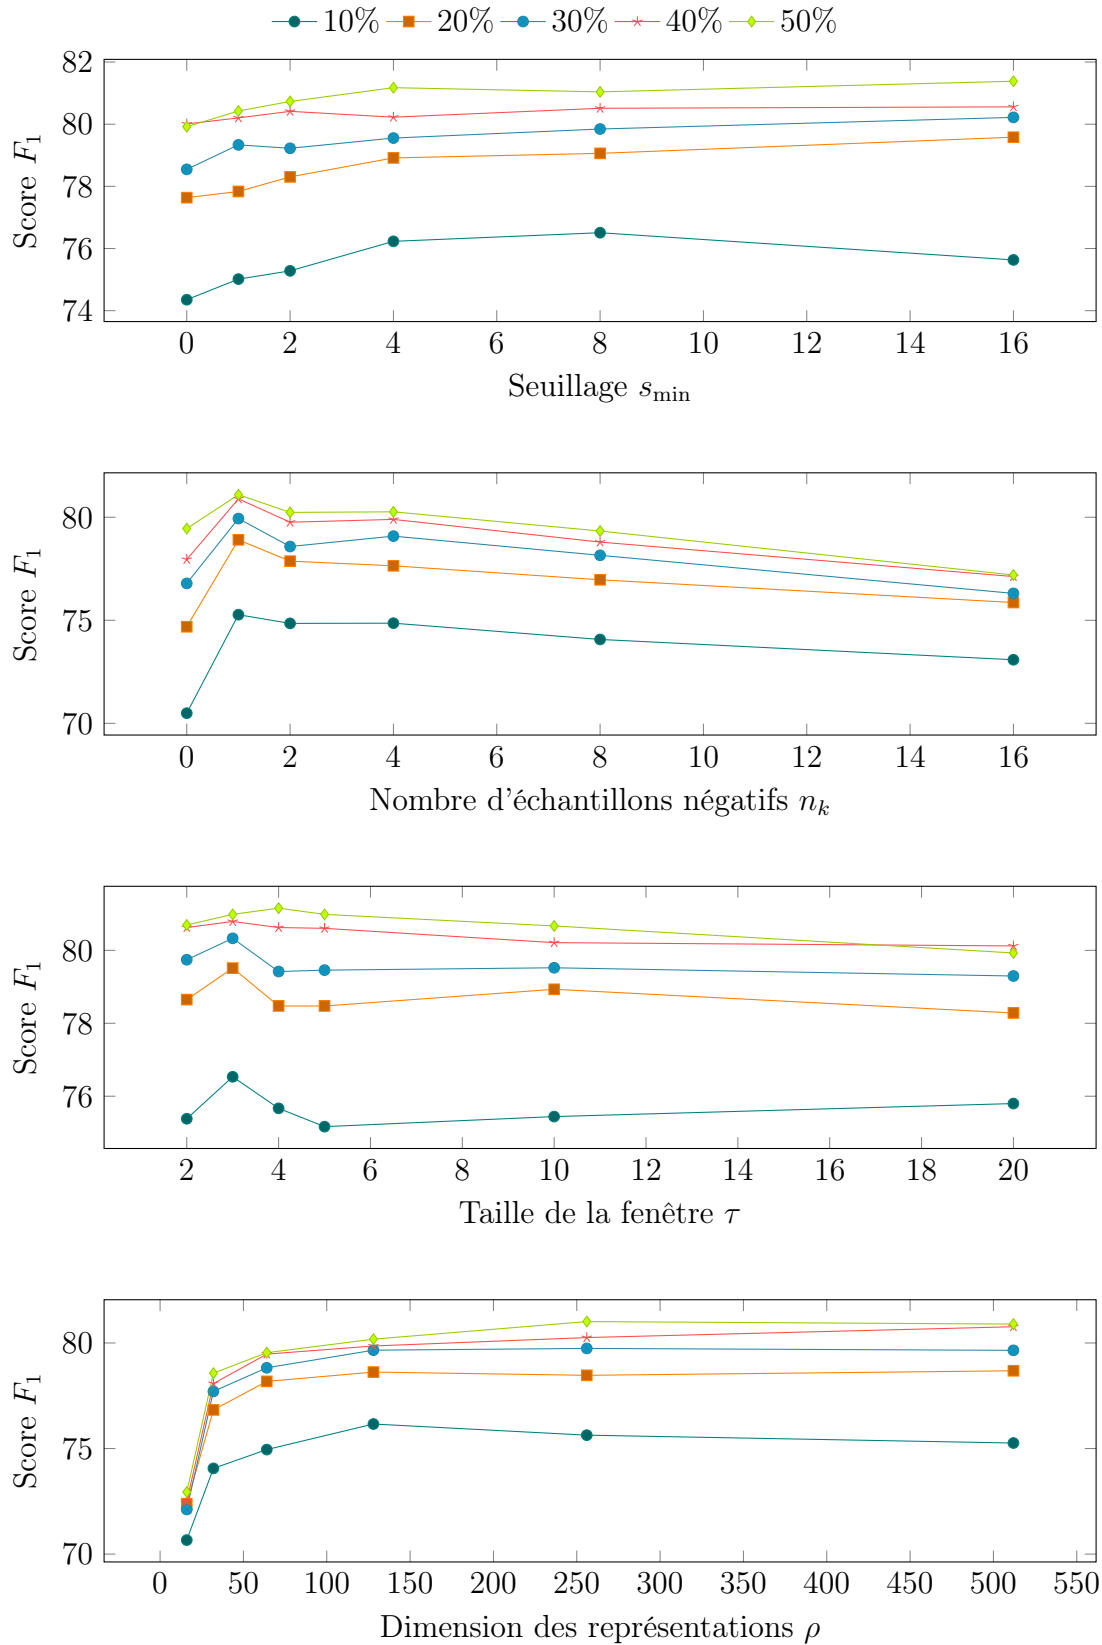 10% 20% 30% 40% 50%
82
80
78
76
74
Score F₁
0 2 4 6 8 10 12 14 16
Seuillage s_min
80
75
70
Score F₁
0 2 4 6 8 10 12 14 16
Nombre d'échantillons négatifs n_k
80
78
76
Score F₁
2 4 6 8 10 12 14 16 18 20
Taille de la fenêtre τ
80
75
70
Score F₁
0 50 100 150 200 250 300 350 400 450 500 550
Dimension des représentations ρ